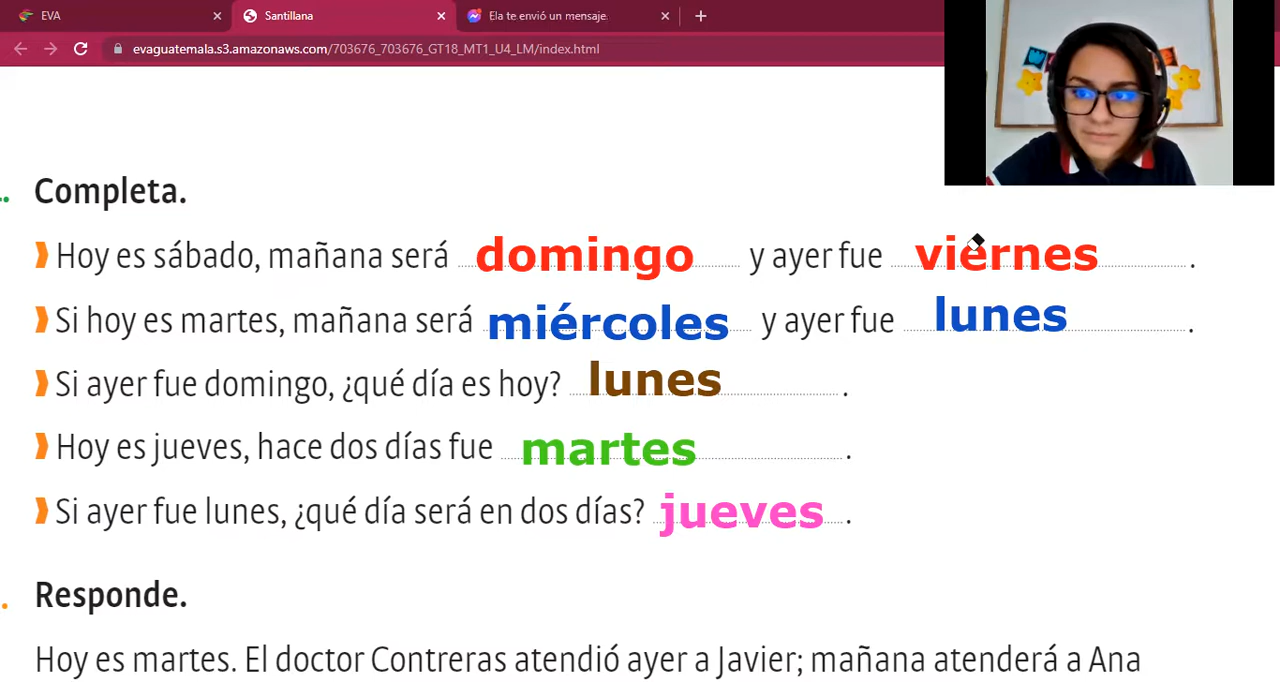 EVA
Santillana
Ela te envió un mensaje.
evaguatemala.s3.amazonaws.com/703676_703676_GT18_MT1_U4_LM/index.html
Completa.
Hoy es sábado, mañana será domingo y ayer fue viernes.
Si hoy es martes, mañana será miércoles y ayer fue lunes.
Si ayer fue domingo, ¿qué día es hoy? lunes.
Hoy es jueves, hace dos días fue martes.
Si ayer fue lunes, ¿qué día será en dos días? jueves.
Responde.
Hoy es martes. El doctor Contreras atendió ayer a Javier; mañana atenderá a Ana